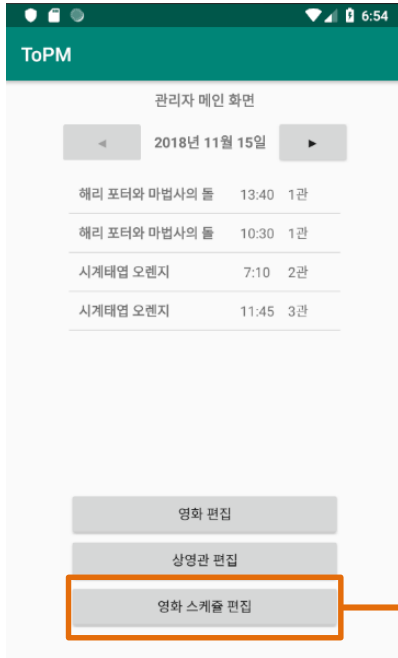 6:54
ToPM
관리자 메인 화면
◄ 2018년 11월 15일 ►
해리 포터와 마법사의 돌 13:40 1관
해리 포터와 마법사의 돌 10:30 1관
시계태엽 오렌지 7:10 2관
시계태엽 오렌지 11:45 3관
영화 편집
상영관 편집
영화 스케쥴 편집